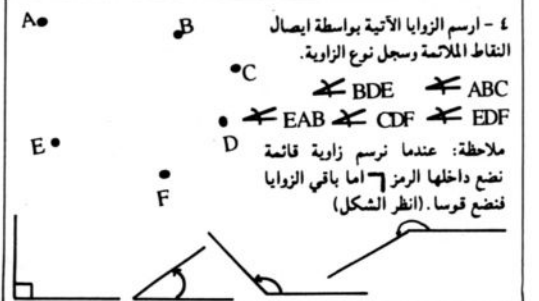 ٤ - ارسم الزوايا الآتية بواسطة ايصال
النقاط الملائمة وسجل نوع الزاوية.
∢ ABC ∢ BDE
∢ EDF ∢ CDF ∢ EAB
ملاحظة: عندما نرسم زاوية قائمة
نضع داخلها الرمز ¬ اما باقي الزوايا
فنضع قوسا. (انظر الشكل)
A
B
C
D
E
F